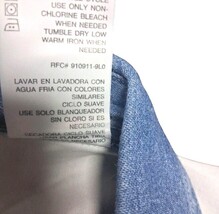 USE ONLY NON-
CHLORINE BLEACH
WHEN NEEDED
TUMBLE DRY LOW
WARM IRON WHEN
NEEDED
RFC# 910911-9L0
LAVAR EN LAVADORA CON
AGUA FRIA CON COLORES
SIMILARES
CICLO SUAVE
USE SOLO BLANQUEADOR
SIN CLORO SI ES
NECESARIO